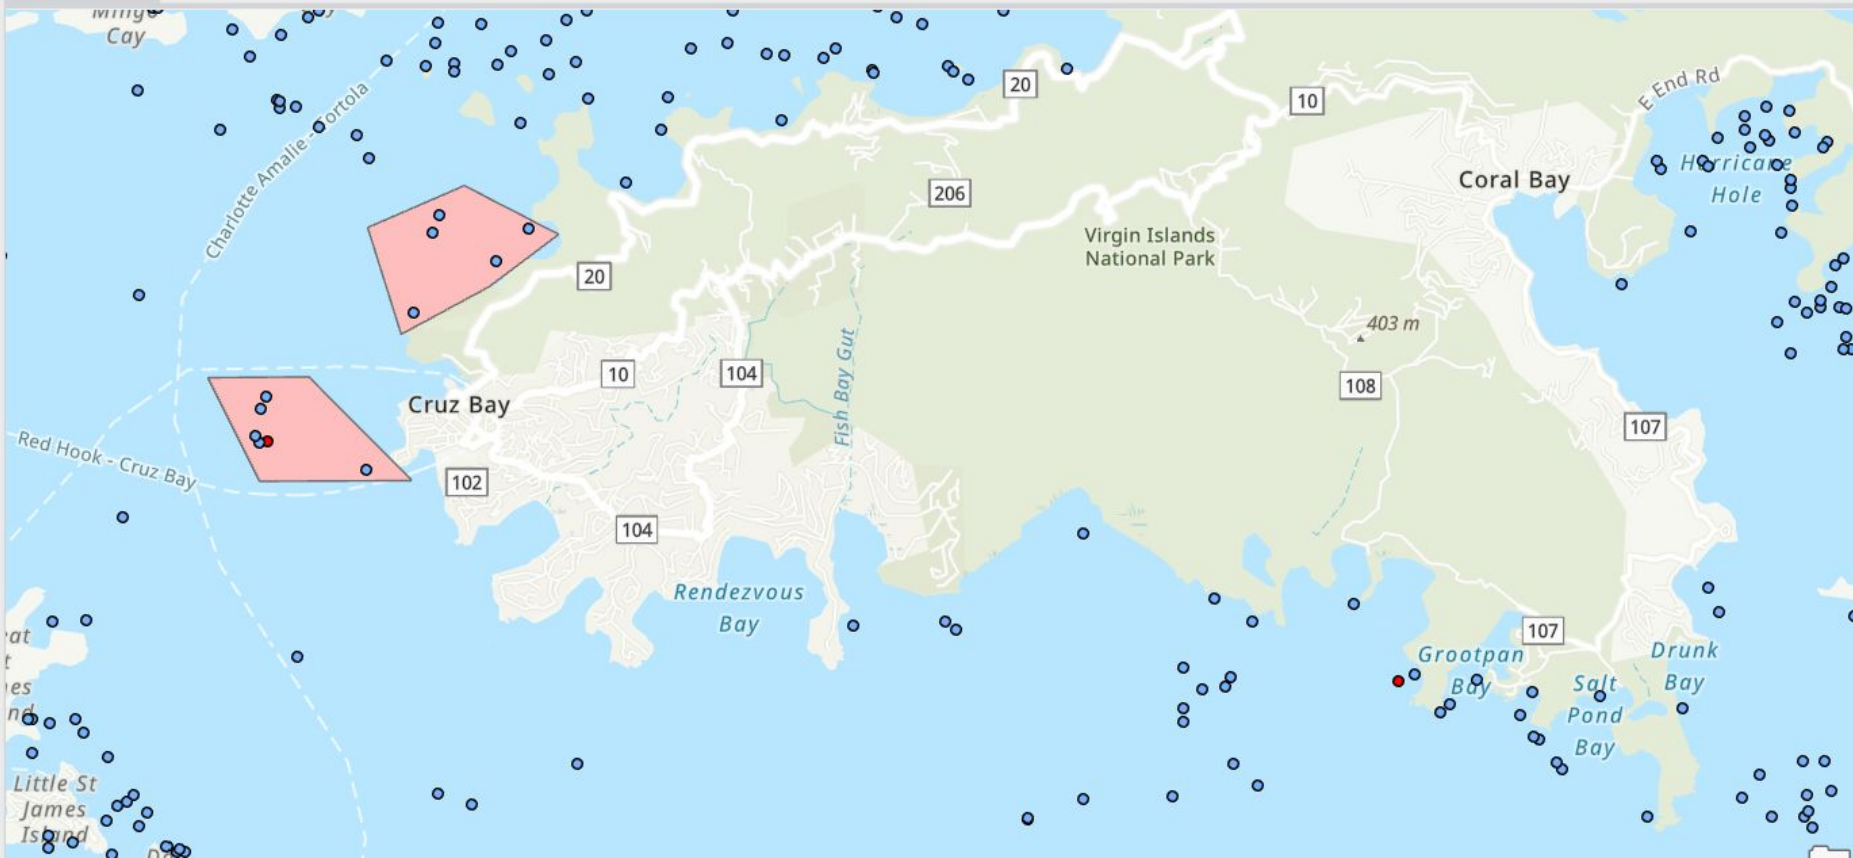 Cay
Charlotte Amalie - Tortola
20
10
E End Rd
Coral Bay
Hurricane
Hole
206
Virgin Islands
National Park
20
403 m
10
104
108
Fish Bay Gut
Cruz Bay
107
Red Hook - Cruz Bay
102
104
Rendezvous
Bay
107
Grootpan
Bay
Drunk
Bay
Salt
Pond
Bay
Little St
James
Island